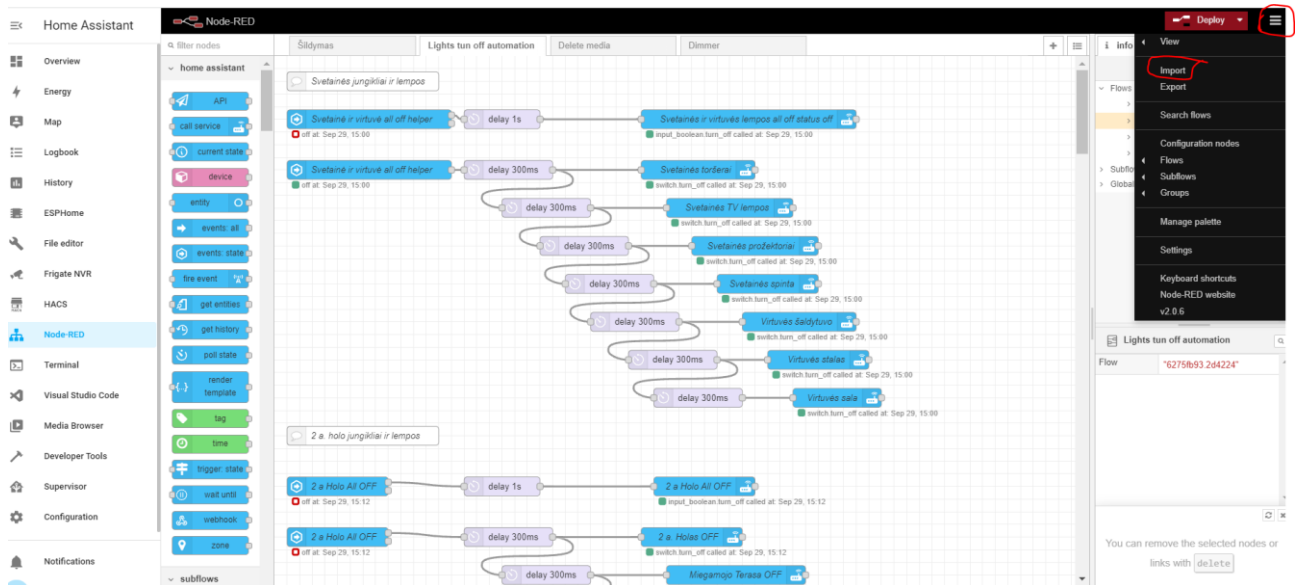 Home Assistant
Overview
Energy
Map
Logbook
History
ESPHome
File editor
Frigate NVR
HACS
Node-RED
Terminal
Visual Studio Code
Media Browser
Developer Tools
Supervisor
Configuration
Notifications
Node-RED
Deploy
filter nodes
home assistant
API
call service
current state
device
entity
events: all
events: state
fire event
get entities
get history
poll state
render
template
tag
time
trigger: state
wait until
webhook
zone
subflows
Šildymas
Lights tun off automation
Delete media
Dimmer
Svetainės jungikliai ir lempos
Svetainė ir virtuvė all off helper
delay 1s
Svetainės ir virtuvės lempos all off status off
off at: Sep 29, 15:00
input_boolean.turn_off called at: Sep 29, 15:00
Svetainė ir virtuvė all off helper
delay 300ms
Svetainės toršerai
off at: Sep 29, 15:00
switch.turn_off called at: Sep 29, 15:00
delay 300ms
Svetainės TV lempos
switch.turn_off called at: Sep 29, 15:00
delay 300ms
Svetainės prožektoriai
switch.turn_off called at: Sep 29, 15:00
delay 300ms
Svetainės spinta
switch.turn_off called at: Sep 29, 15:00
delay 300ms
Virtuvės šaldytuvo
switch.turn_off called at: Sep 29, 15:00
delay 300ms
Virtuvės stalas
switch.turn_off called at: Sep 29, 15:00
delay 300ms
Virtuvės sala
switch.turn_off called at: Sep 29, 15:00
2 a. holo jungikliai ir lempos
2 a Holo All OFF
delay 1s
2 a Holo All OFF
off at: Sep 29, 15:12
input_boolean.turn_off called at: Sep 29, 15:12
2 a Holo All OFF
delay 300ms
2 a. Holas OFF
off at: Sep 29, 15:12
switch.turn_off called at: Sep 29, 15:12
delay 300ms
Miegamojo Terasa OFF
info
Flows
Subflo
Global
View
Import
Export
Search flows
Configuration nodes
Flows
Subflows
Groups
Manage palette
Settings
Keyboard shortcuts
Node-RED website
v2.0.6
Lights tun off automation
Flow
"6275fb93.2d4224"
You can remove the selected nodes or
links with delete